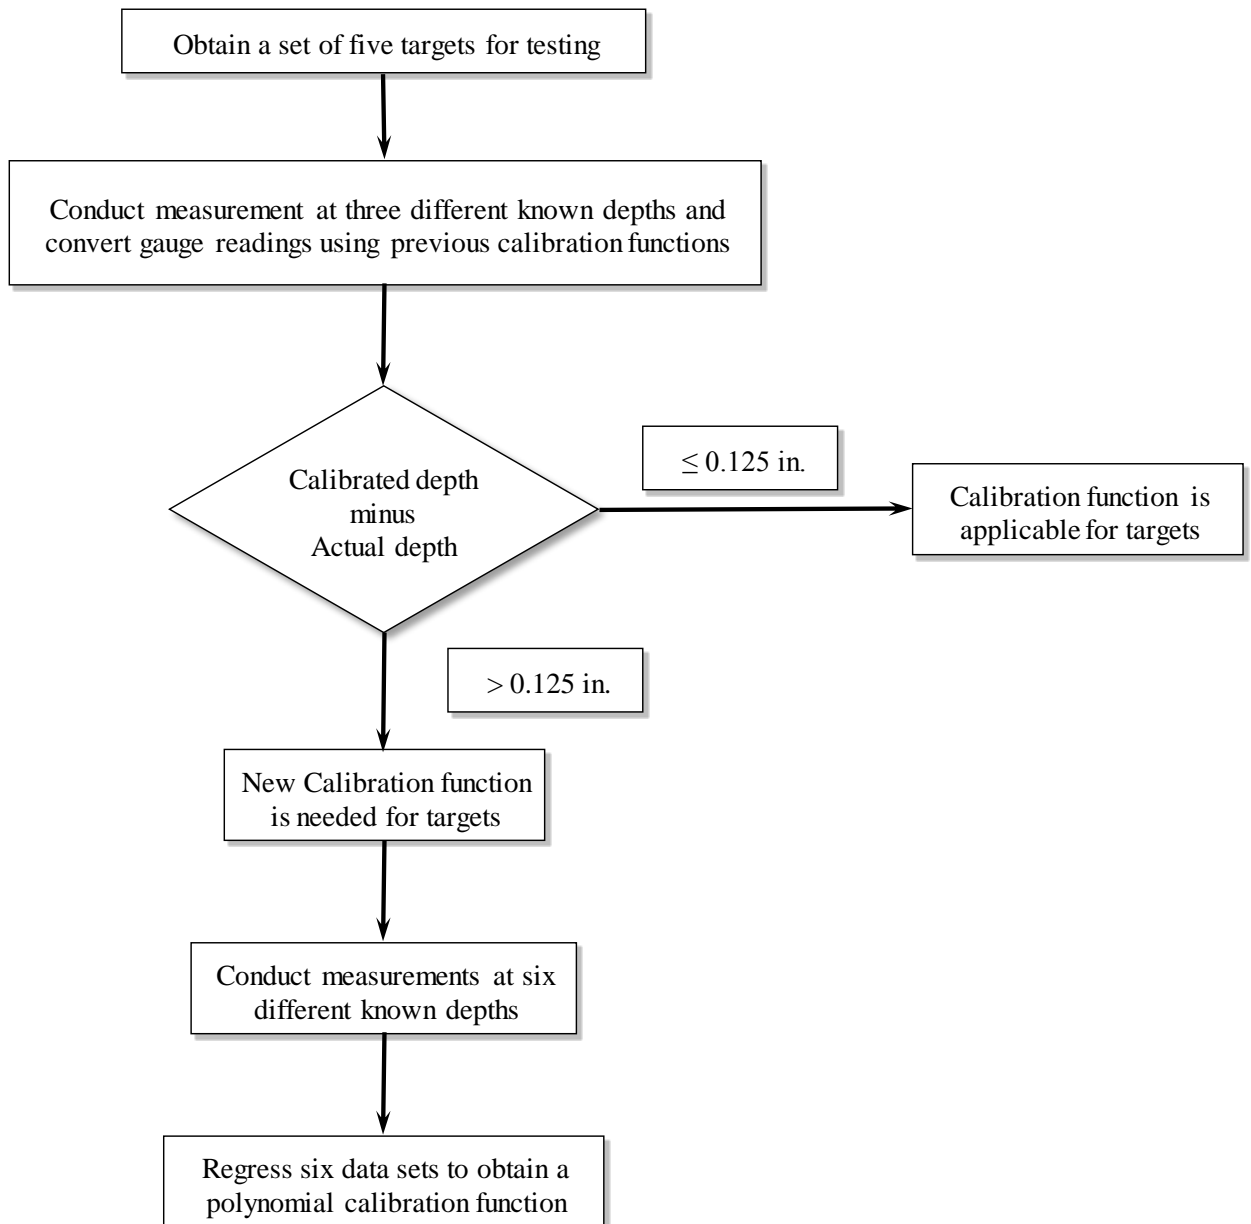 Obtain a set of five targets for testing
Conduct measurement at three different known depths and
convert gauge readings using previous calibration functions
Calibrated depth
minus
Actual depth
≤ 0.125 in.
Calibration function is
applicable for targets
> 0.125 in.
New Calibration function
is needed for targets
Conduct measurements at six
different known depths
Regress six data sets to obtain a
polynomial calibration function